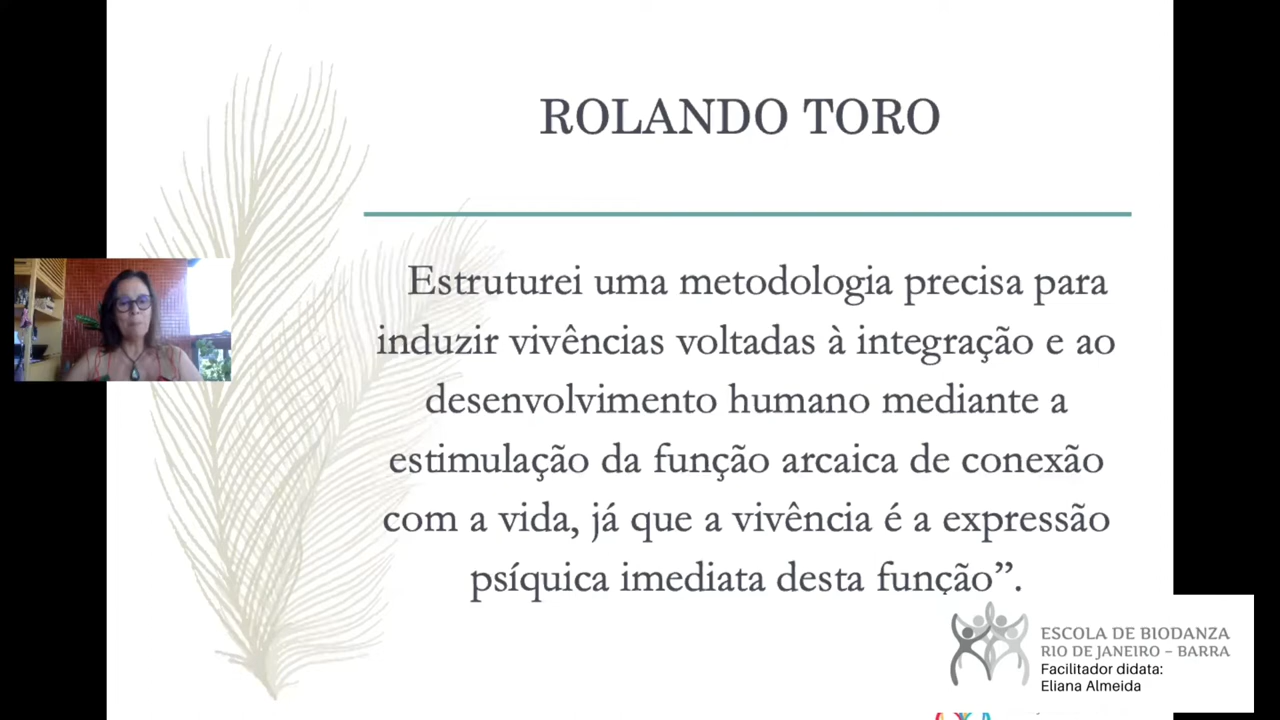 ROLANDO TORO
Estruturei uma metodologia precisa para
induzir vivências voltadas à integração e ao
desenvolvimento humano mediante a
estimulação da função arcaica de conexão
com a vida, já que a vivência é a expressão
psíquica imediata desta função”.
ESCOLA DE BIODANZA
RIO DE JANEIRO – BARRA
Facilitador didata:
Eliana Almeida